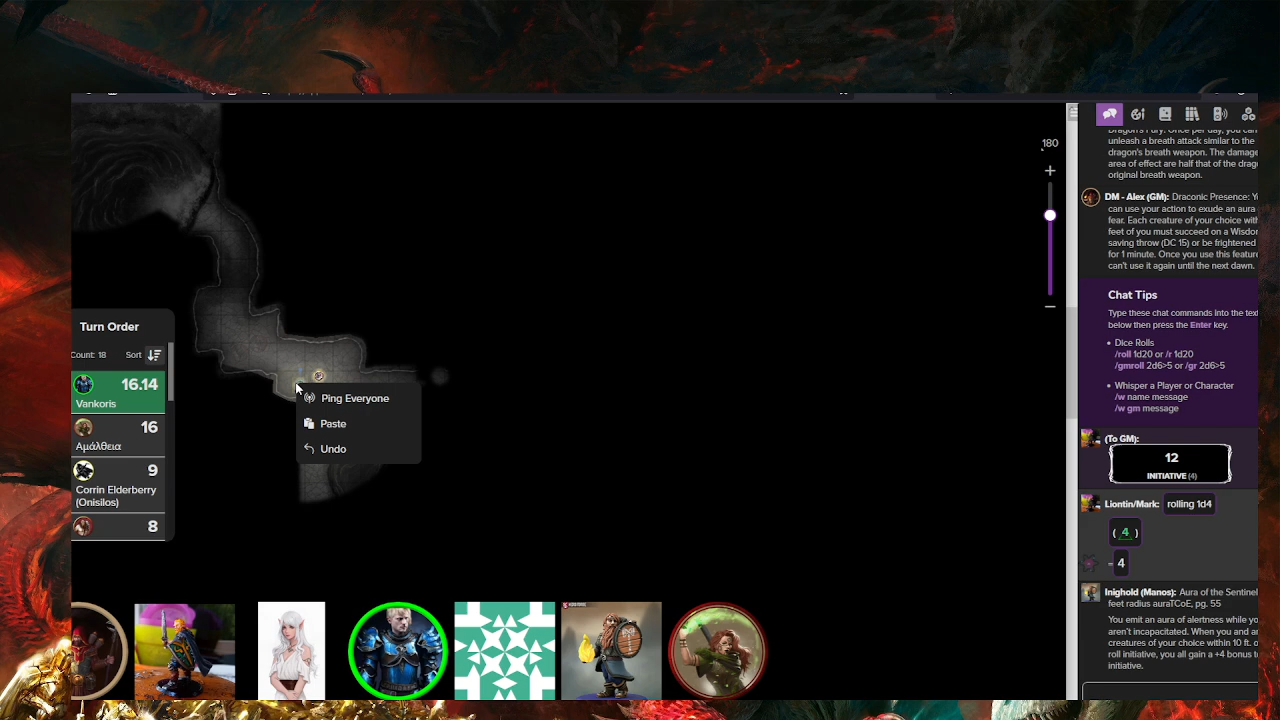 180
Ping Everyone
Paste
Undo
Turn Order
Count: 18
Sort
16.14
Vankoris
16
Αμάλθεια
9
Corrin Elderberry
(Onisilos)
8
Dragon's Fury: Once per day, you can
unleash a breath attack similar to the
dragon's breath weapon. The damage
area of effect are half that of the drag
original breath weapon.
DM - Alex (GM): Draconic Presence: Y
can use your action to exude an aura
fear. Each creature of your choice with
feet of you must succeed on a Wisdo
saving throw (DC 15) or be frightened
for 1 minute. Once you use this feature
can't use it again until the next dawn.
Chat Tips
Type these chat commands into the text
below then press the Enter key.
• Dice Rolls
/roll 1d20 or /r 1d20
/gmroll 2d6>5 or /gr 2d6>5
• Whisper a Player or Character
/w name message
/w gm message
(To GM):
12
INITIATIVE (4)
Liontin/Mark: rolling 1d4
( 4 )
= 4
Inighold (Manos): Aura of the Sentinel
feet radius auraTCoE, pg. 55
You emit an aura of alertness while yo
aren't incapacitated. When you and an
creatures of your choice within 10 ft. o
roll initiative, you all gain a +4 bonus t
initiative.